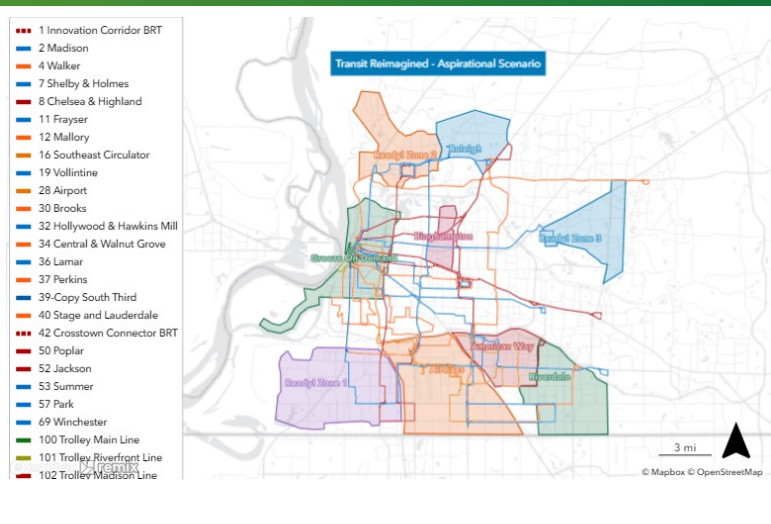 1 Innovation Corridor BRT
2 Madison
4 Walker
7 Shelby & Holmes
8 Chelsea & Highland
11 Frayser
12 Mallory
16 Southeast Circulator
19 Vollintine
28 Airport
30 Brooks
32 Hollywood & Hawkins Mill
34 Central & Walnut Grove
36 Lamar
37 Perkins
39-Copy South Third
40 Stage and Lauderdale
42 Crosstown Connector BRT
50 Poplar
52 Jackson
53 Summer
57 Park
69 Winchester
100 Trolley Main Line
101 Trolley Riverfront Line
102 Trolley Madison Line
remix
Transit Reimagined - Aspirational Scenario
Ready! Zone 2
Raleigh
Binghampton
Ready! Zone 3
Groove On Demand
American Way
Ready! Zone 1
Riverdale
3 mi
© Mapbox © OpenStreetMap